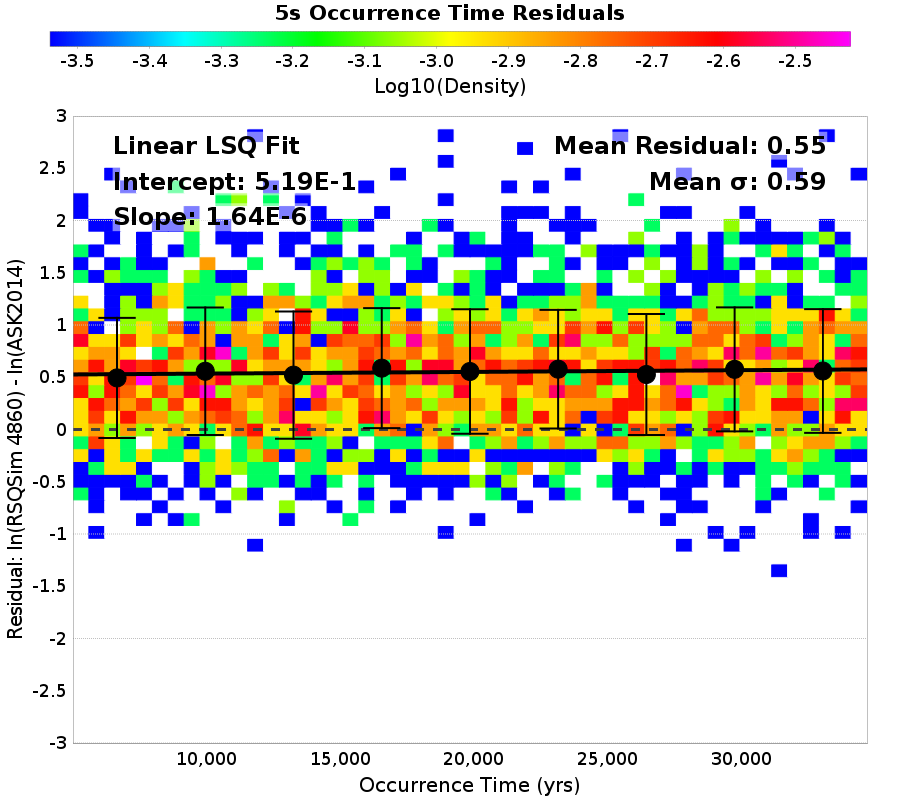 5s Occurrence Time Residuals
-3.5 -3.4 -3.3 -3.2 -3.1 -3.0 -2.9 -2.8 -2.7 -2.6 -2.5
Log10(Density)
Linear LSQ Fit
Intercept: 5.19E-1
Slope: 1.64E-6
Mean Residual: 0.55
Mean σ: 0.59
Residual: ln(RSQSim 4860) - ln(ASK2014)
3
2.5
2
1.5
1
0.5
0
-0.5
-1
-1.5
-2
-2.5
-3
10,000 15,000 20,000 25,000 30,000
Occurrence Time (yrs)